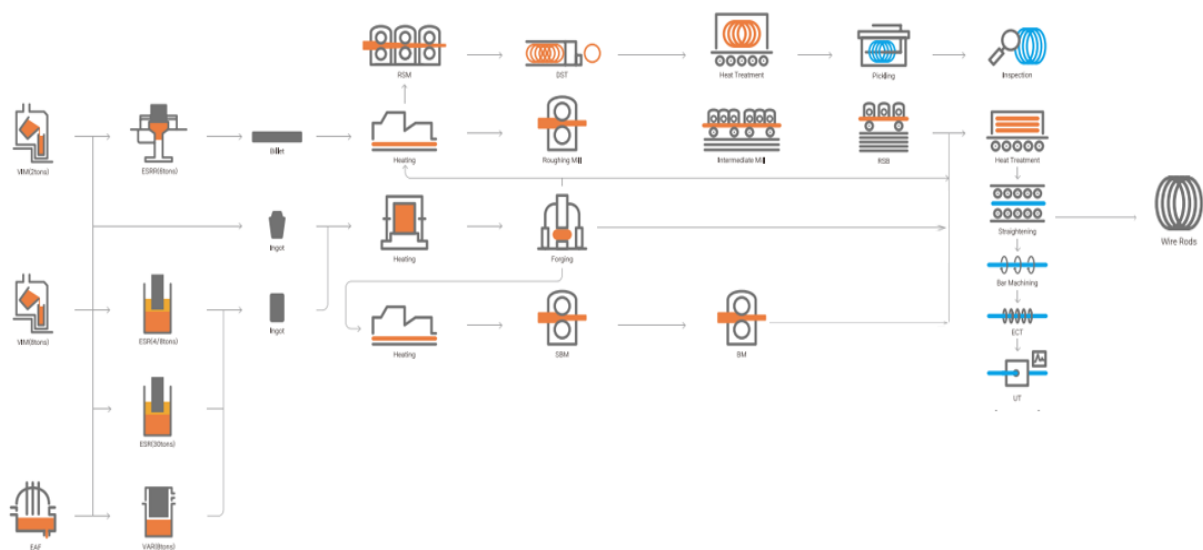 RSM
DST
Heat Treatment
Pickling
Inspection
VIM(2tons)
ESRR(6tons)
Billet
Heating
Roughing Mill
Intermediate Mill
RSB
Heat Treatment
Ingot
Heating
Forging
Straightening
Wire Rods
VIM(8tons)
ESR(4/8tons)
Ingot
Heating
SBM
BM
Bar Machining
ECT
UT
ESR(30tons)
EAF
VAR(8tons)